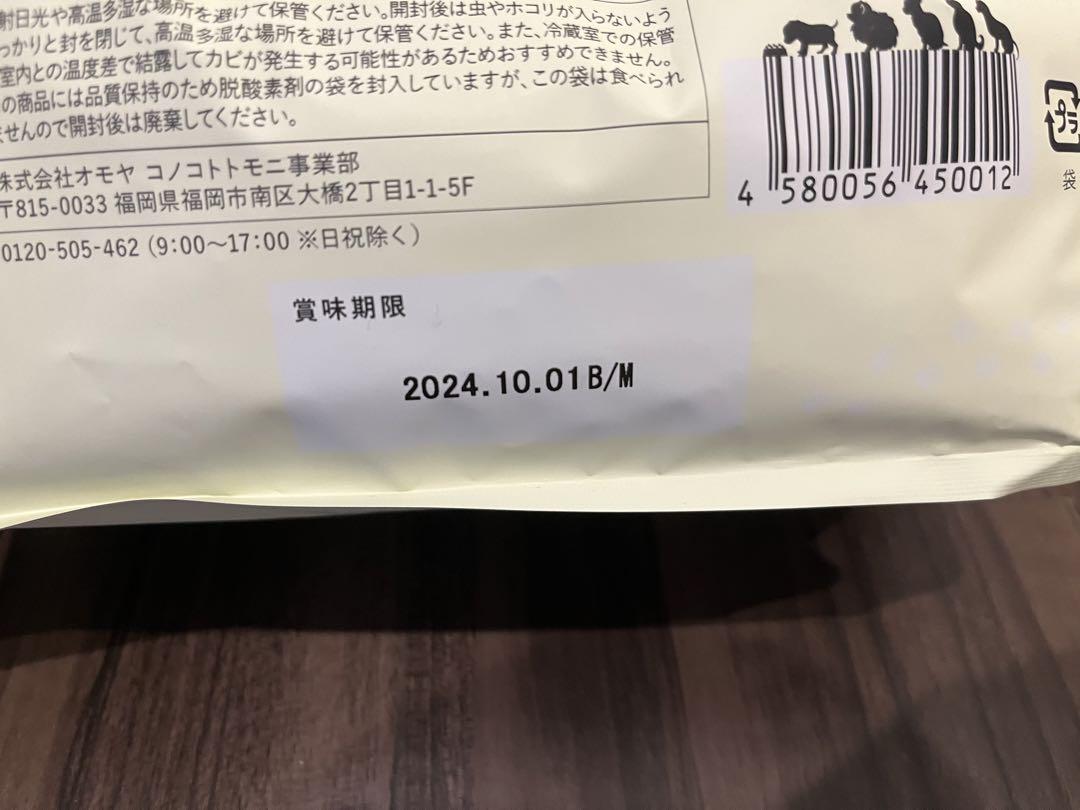 射日光や高温多湿な場所を避けて保管ください。開封後は虫やホコリが入らないよう
っかりと封を閉じて、高温多湿な場所を避けて保管ください。また、冷蔵室での保管
室内との温度差で結露してカビが発生する可能性があるためおすすめできません。
の商品には品質保持のため脱酸素剤の袋を封入していますが、この袋は食べられ
ませんので開封後は廃棄してください。
株式会社オモヤ コノコトトモニ事業部
〒815-0033 福岡県福岡市南区大橋2丁目1-1-5F
0120-505-462（9:00～17:00 ※日祝除く）
4 580056 450012
プラ
袋
賞味期限
2024.10.01B/M